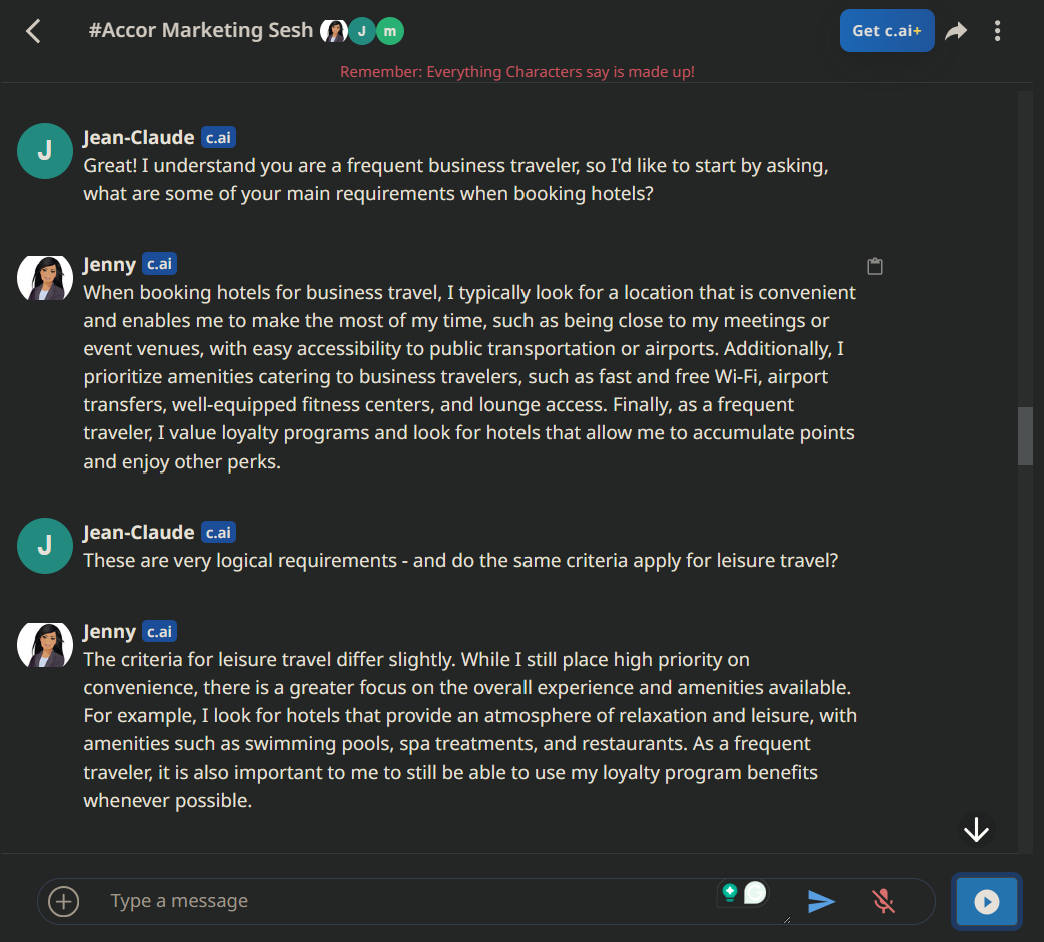 #Accor Marketing Sesh J m
Get c.ai+
Remember: Everything Characters say is made up!
J
Jean-Claude c.ai
Great! I understand you are a frequent business traveler, so I'd like to start by asking,
what are some of your main requirements when booking hotels?
Jenny c.ai
When booking hotels for business travel, I typically look for a location that is convenient
and enables me to make the most of my time, such as being close to my meetings or
event venues, with easy accessibility to public transportation or airports. Additionally, I
prioritize amenities catering to business travelers, such as fast and free Wi-Fi, airport
transfers, well-equipped fitness centers, and lounge access. Finally, as a frequent
traveler, I value loyalty programs and look for hotels that allow me to accumulate points
and enjoy other perks.
J
Jean-Claude c.ai
These are very logical requirements - and do the same criteria apply for leisure travel?
Jenny c.ai
The criteria for leisure travel differ slightly. While I still place high priority on
convenience, there is a greater focus on the overall experience and amenities available.
For example, I look for hotels that provide an atmosphere of relaxation and leisure, with
amenities such as swimming pools, spa treatments, and restaurants. As a frequent
traveler, it is also important to me to still be able to use my loyalty program benefits
whenever possible.
Type a message